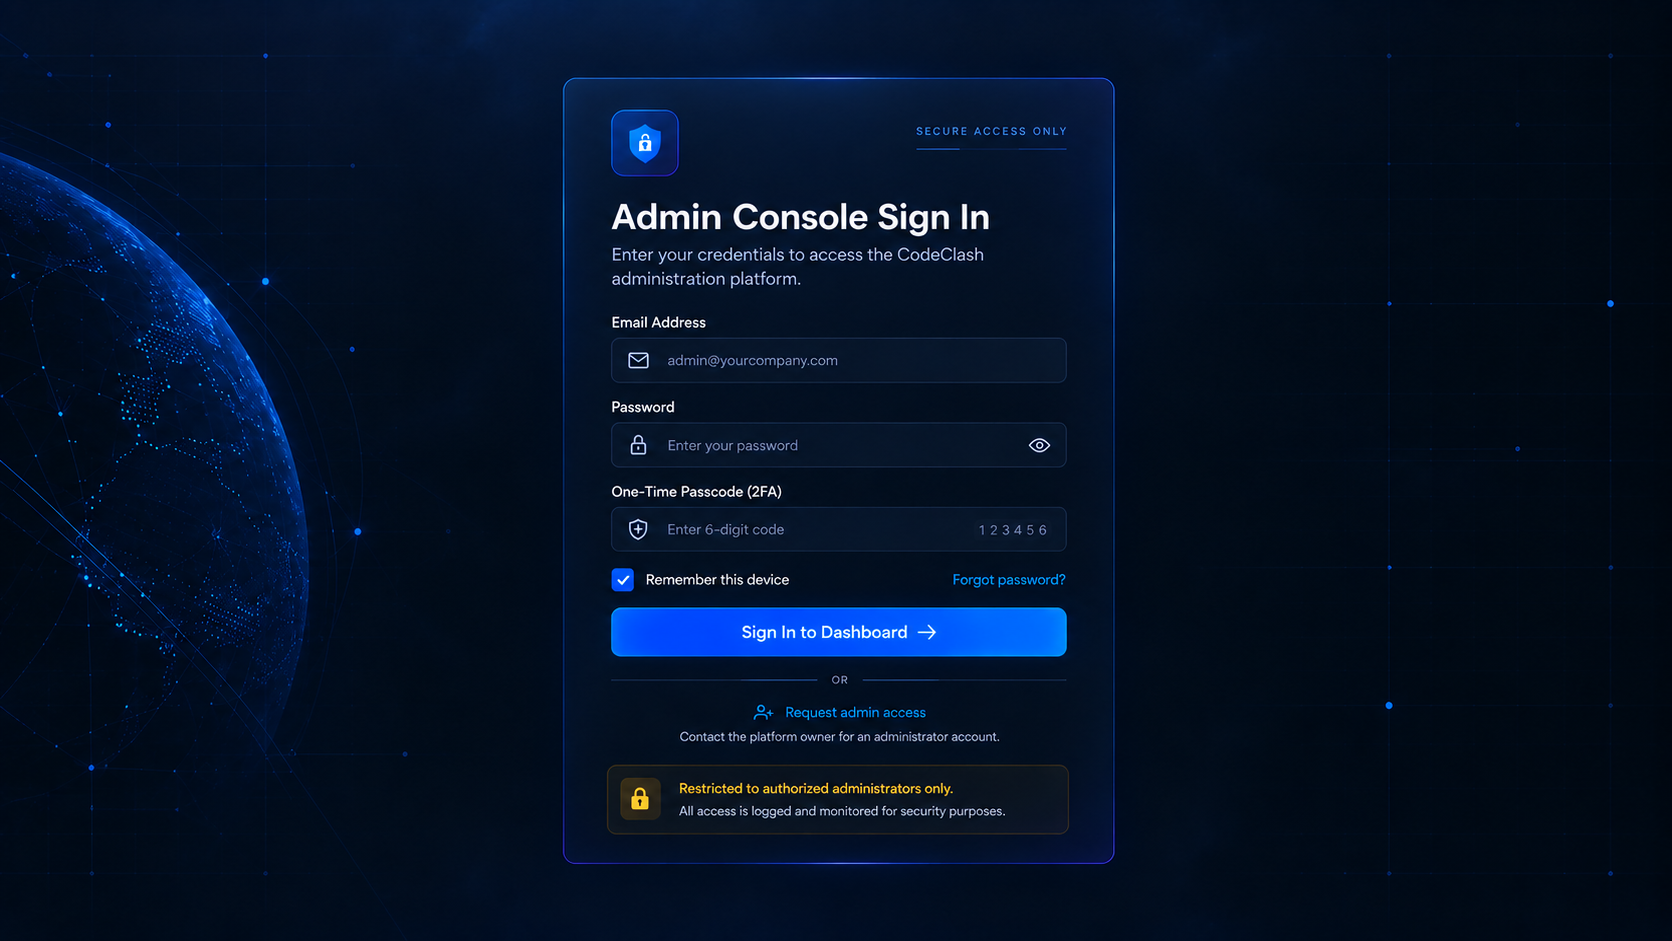 SECURE ACCESS ONLY
Admin Console Sign In
Enter your credentials to access the CodeClash
administration platform.
Email Address
admin@yourcompany.com
Password
Enter your password
One-Time Passcode (2FA)
Enter 6-digit code 1 2 3 4 5 6
Remember this device Forgot password?
Sign In to Dashboard →
OR
Request admin access
Contact the platform owner for an administrator account.
Restricted to authorized administrators only.
All access is logged and monitored for security purposes.